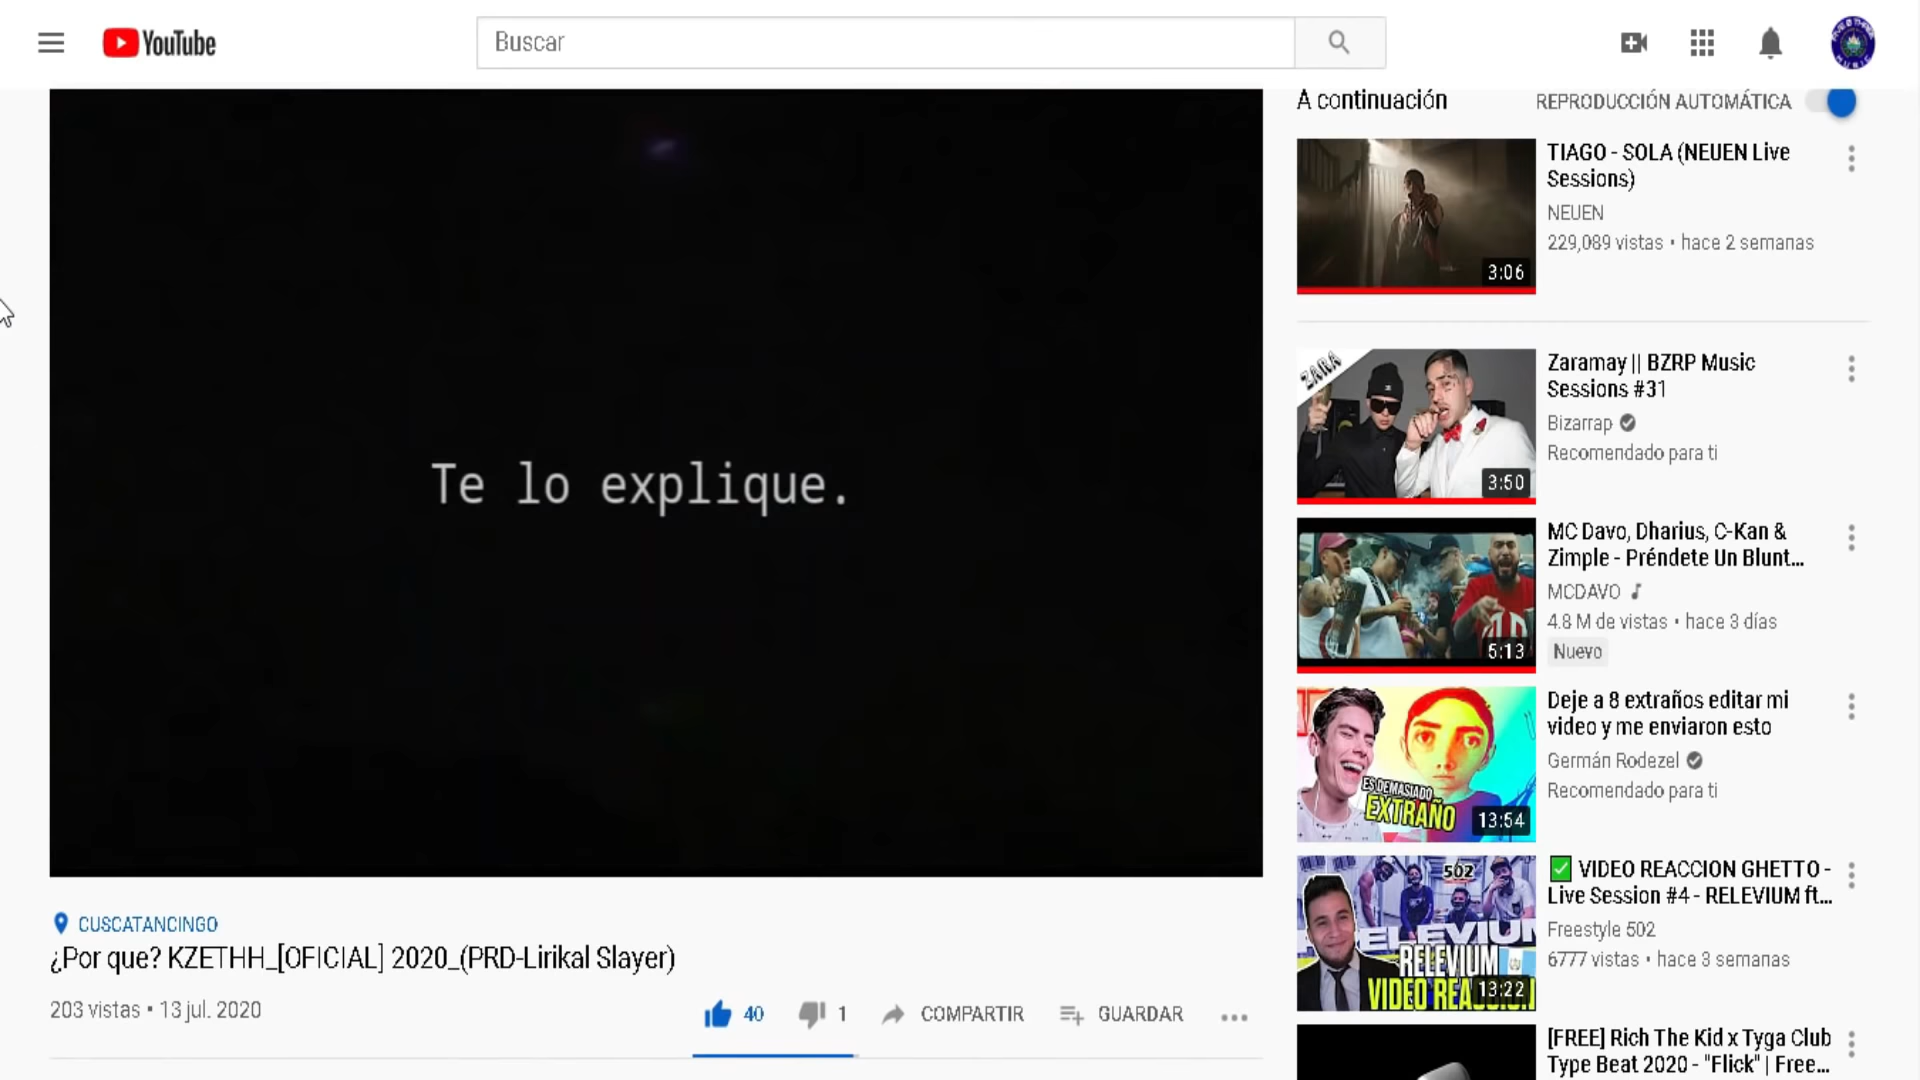 YouTube
Buscar
Te lo explique.
CUSCATANCINGO
¿Por que? KZETHH_[OFICIAL] 2020_(PRD-Lirikal Slayer)
203 vistas • 13 jul. 2020
40
1
COMPARTIR
GUARDAR
A continuación
REPRODUCCIÓN AUTOMÁTICA
3:06
TIAGO - SOLA (NEUEN Live
Sessions)
NEUEN
229,089 vistas • hace 2 semanas
ZARA
3:50
Zaramay || BZRP Music
Sessions #31
Bizarrap
Recomendado para ti
5:13
MC Davo, Dharius, C-Kan &
Zimple - Préndete Un Blunt...
MCDAVO
4.8 M de vistas • hace 3 días
Nuevo
ES DEMASIADO
EXTRAÑO
13:54
Deje a 8 extraños editar mi
video y me enviaron esto
Germán Rodezel
Recomendado para ti
502
RELEVIUM
13:22
VIDEO REACCION GHETTO -
Live Session #4 - RELEVIUM ft...
Freestyle 502
6777 vistas • hace 3 semanas
[FREE] Rich The Kid x Tyga Club
Type Beat 2020 - "Flick" | Free...